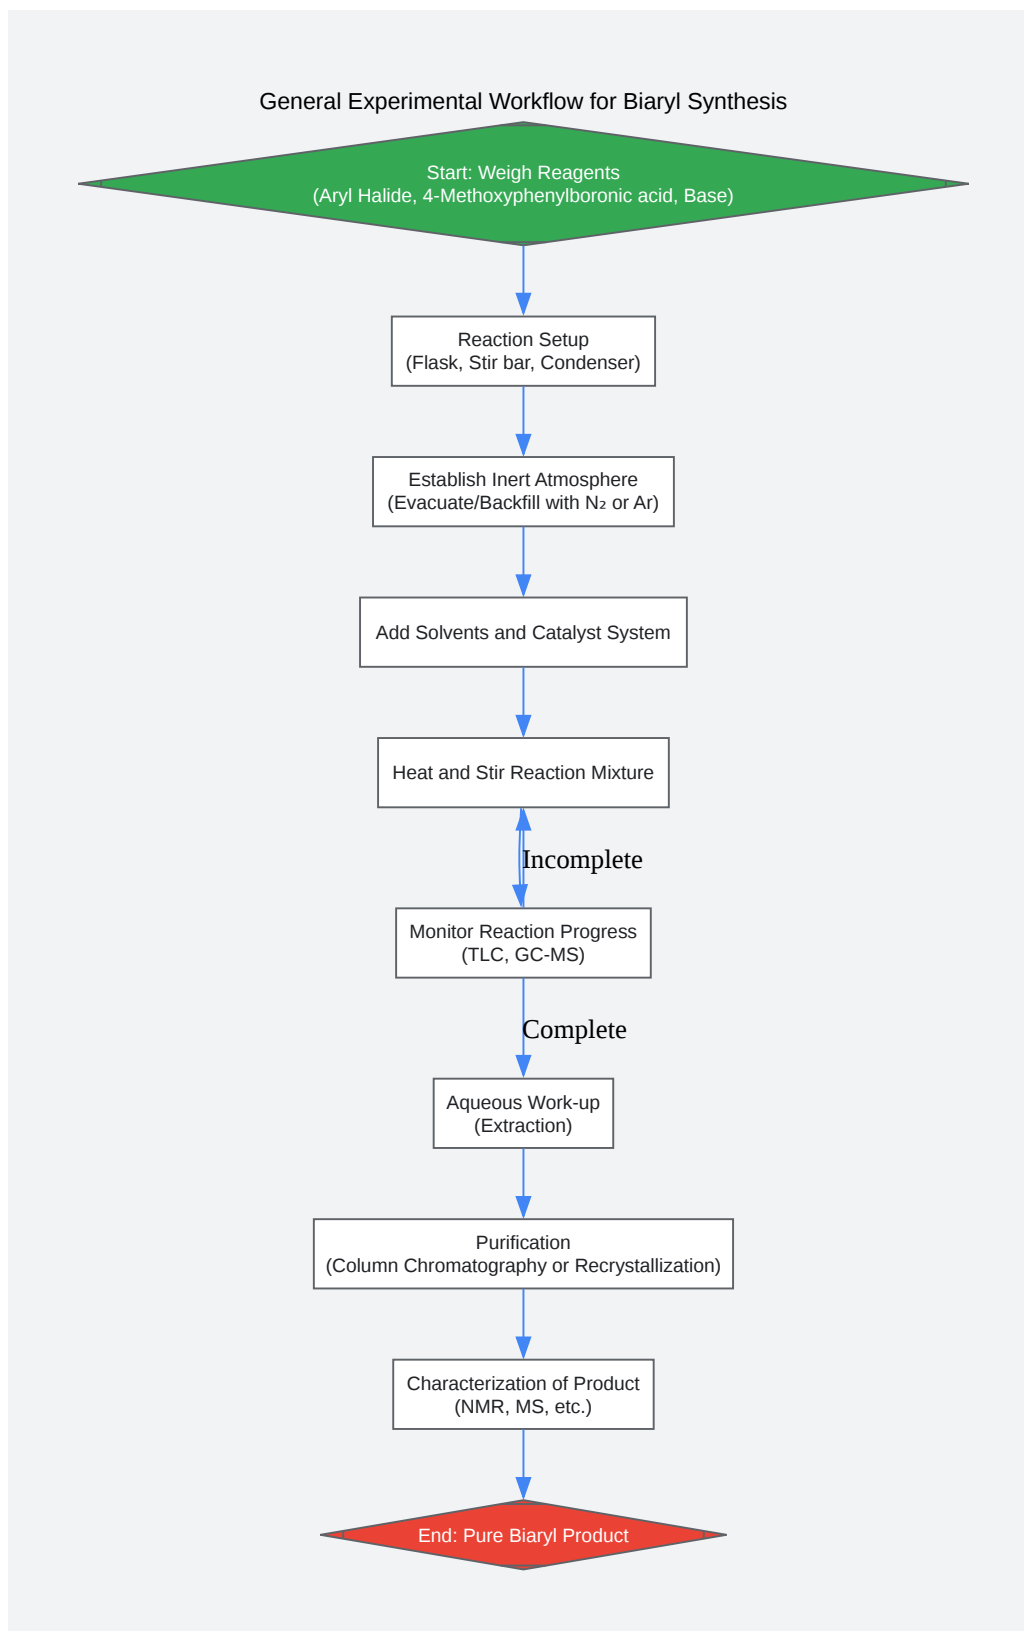 General Experimental Workflow for Biaryl Synthesis
Start: Weigh Reagents
(Aryl Halide, 4-Methoxyphenylboronic acid, Base)
Reaction Setup
(Flask, Stir bar, Condenser)
Establish Inert Atmosphere
(Evacuate/Backfill with N₂ or Ar)
Add Solvents and Catalyst System
Heat and Stir Reaction Mixture
Incomplete
Monitor Reaction Progress
(TLC, GC-MS)
Complete
Aqueous Work-up
(Extraction)
Purification
(Column Chromatography or Recrystallization)
Characterization of Product
(NMR, MS, etc.)
End: Pure Biaryl Product